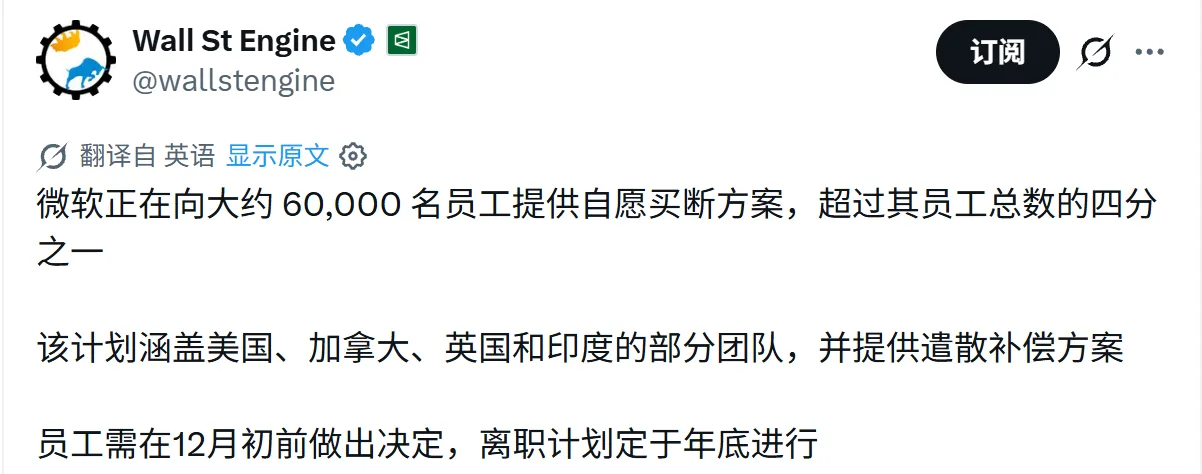 Wall St Engine
@wallstengine
订阅
翻译自 英语 显示原文
微软正在向大约 60,000 名员工提供自愿买断方案，超过其员工总数的四分
之一
该计划涵盖美国、加拿大、英国和印度的部分团队，并提供遣散补偿方案
员工需在12月初前做出决定，离职计划定于年底进行